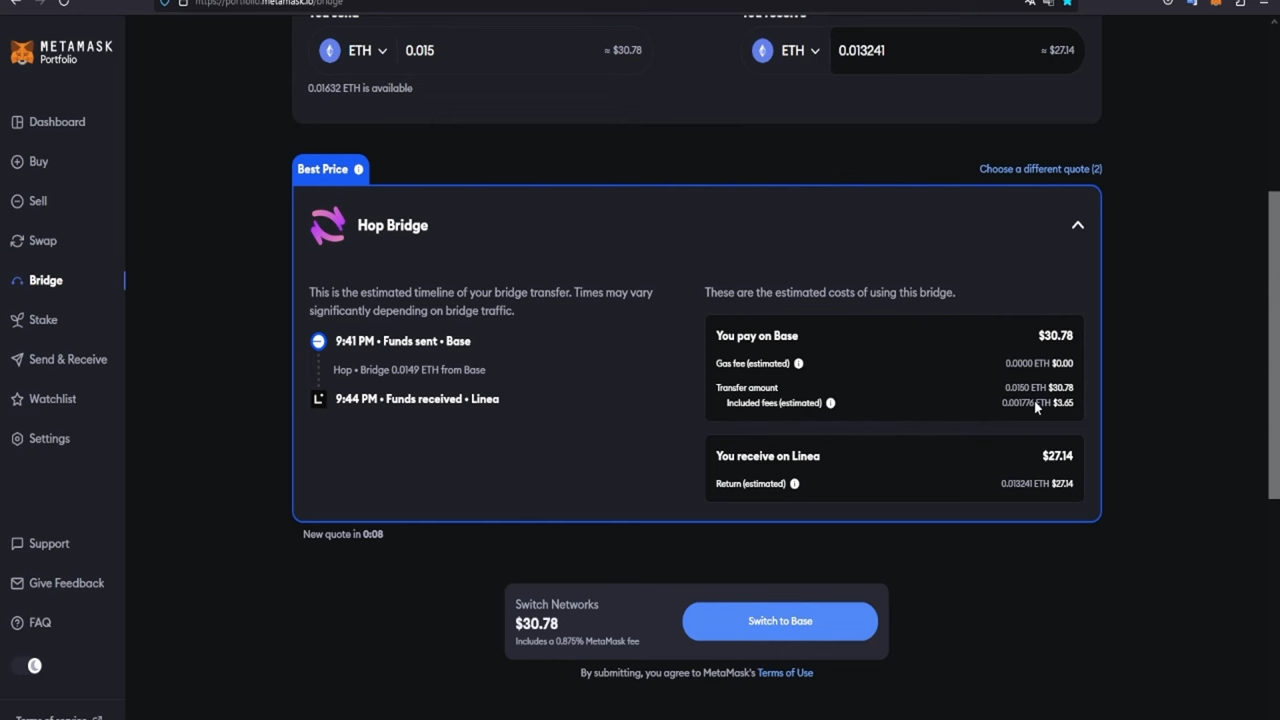 https://portfolio.metamask.io/bridge
METAMASK
Portfolio
Dashboard
Buy
Sell
Swap
Bridge
Stake
Send & Receive
Watchlist
Settings
Support
Give Feedback
FAQ
ETH
0.015
≈ $30.78
0.01632 ETH is available
ETH
0.013241
≈ $27.14
Best Price
Choose a different quote (2)
Hop Bridge
This is the estimated timeline of your bridge transfer. Times may vary
significantly depending on bridge traffic.
9:41 PM • Funds sent • Base
Hop • Bridge 0.0149 ETH from Base
9:44 PM • Funds received • Linea
These are the estimated costs of using this bridge.
You pay on Base
$30.78
Gas fee (estimated)
0.0000 ETH $0.00
Transfer amount
0.0150 ETH $30.78
Included fees (estimated)
0.001776 ETH $3.65
You receive on Linea
$27.14
Return (estimated)
0.013241 ETH $27.14
New quote in 0:08
Switch Networks
$30.78
Includes a 0.875% MetaMask fee
Switch to Base
By submitting, you agree to MetaMask's Terms of Use